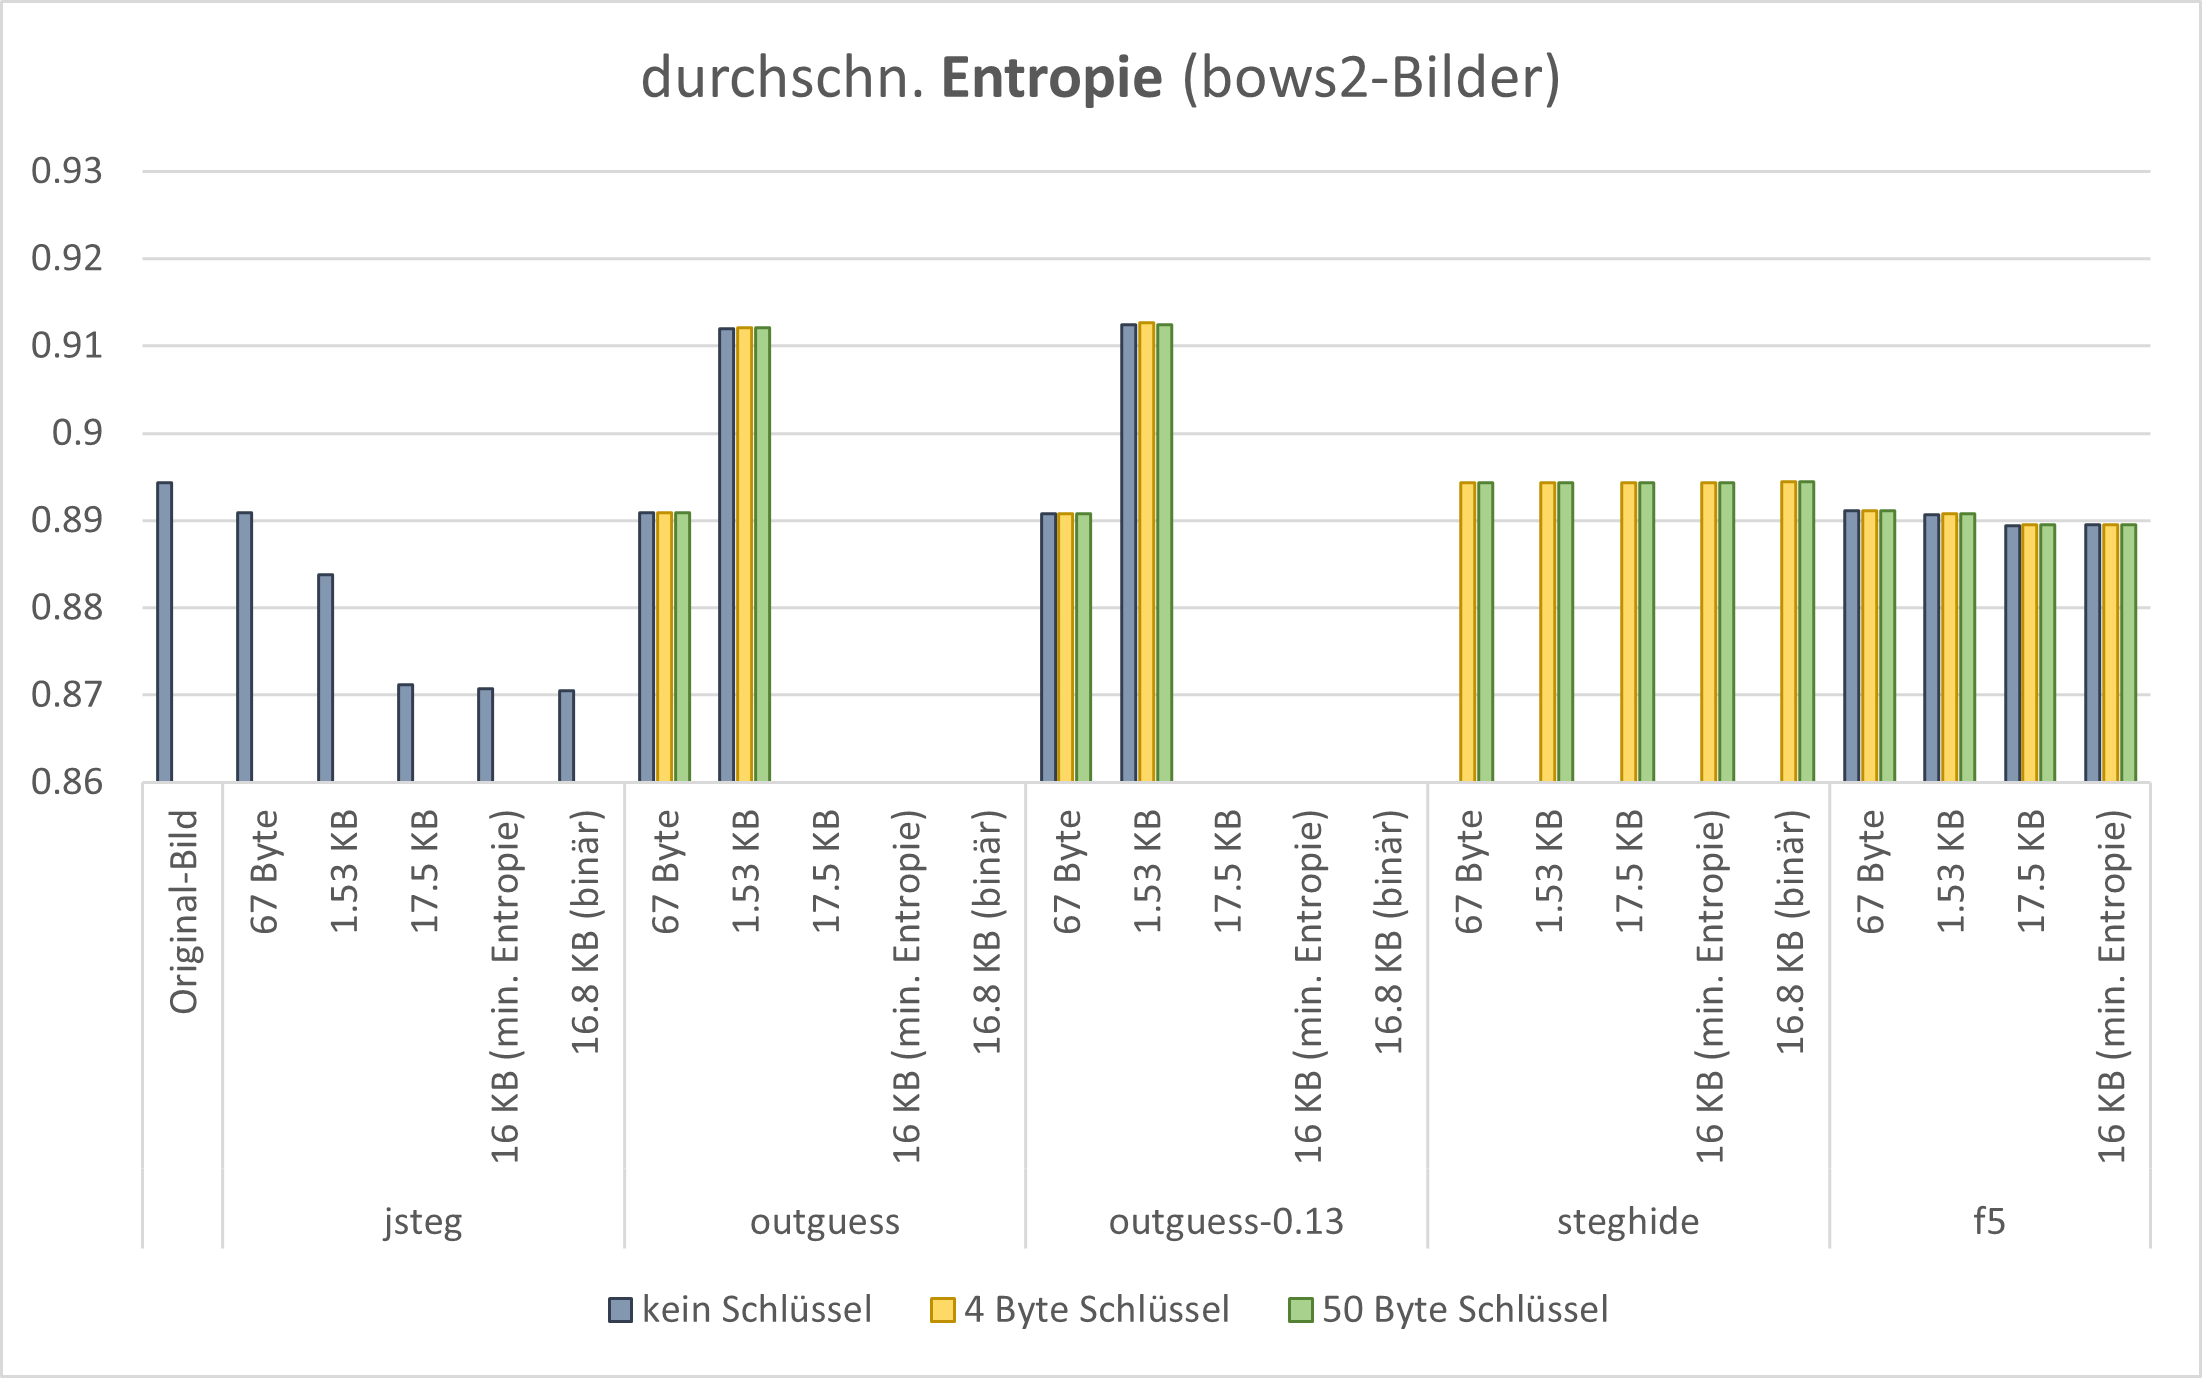 durchschn. Entropie (bows2-Bilder)
0.93
0.92
0.91
0.9
0.89
0.88
0.87
0.86
Original-Bild
67 Byte
1.53 KB
17.5 KB
16 KB (min. Entropie)
16.8 KB (binär)
67 Byte
1.53 KB
17.5 KB
16 KB (min. Entropie)
16.8 KB (binär)
67 Byte
1.53 KB
17.5 KB
16 KB (min. Entropie)
16.8 KB (binär)
67 Byte
1.53 KB
17.5 KB
16 KB (min. Entropie)
16.8 KB (binär)
67 Byte
1.53 KB
17.5 KB
16 KB (min. Entropie)
jsteg
outguess
outguess-0.13
steghide
f5
kein Schlüssel
4 Byte Schlüssel
50 Byte Schlüssel